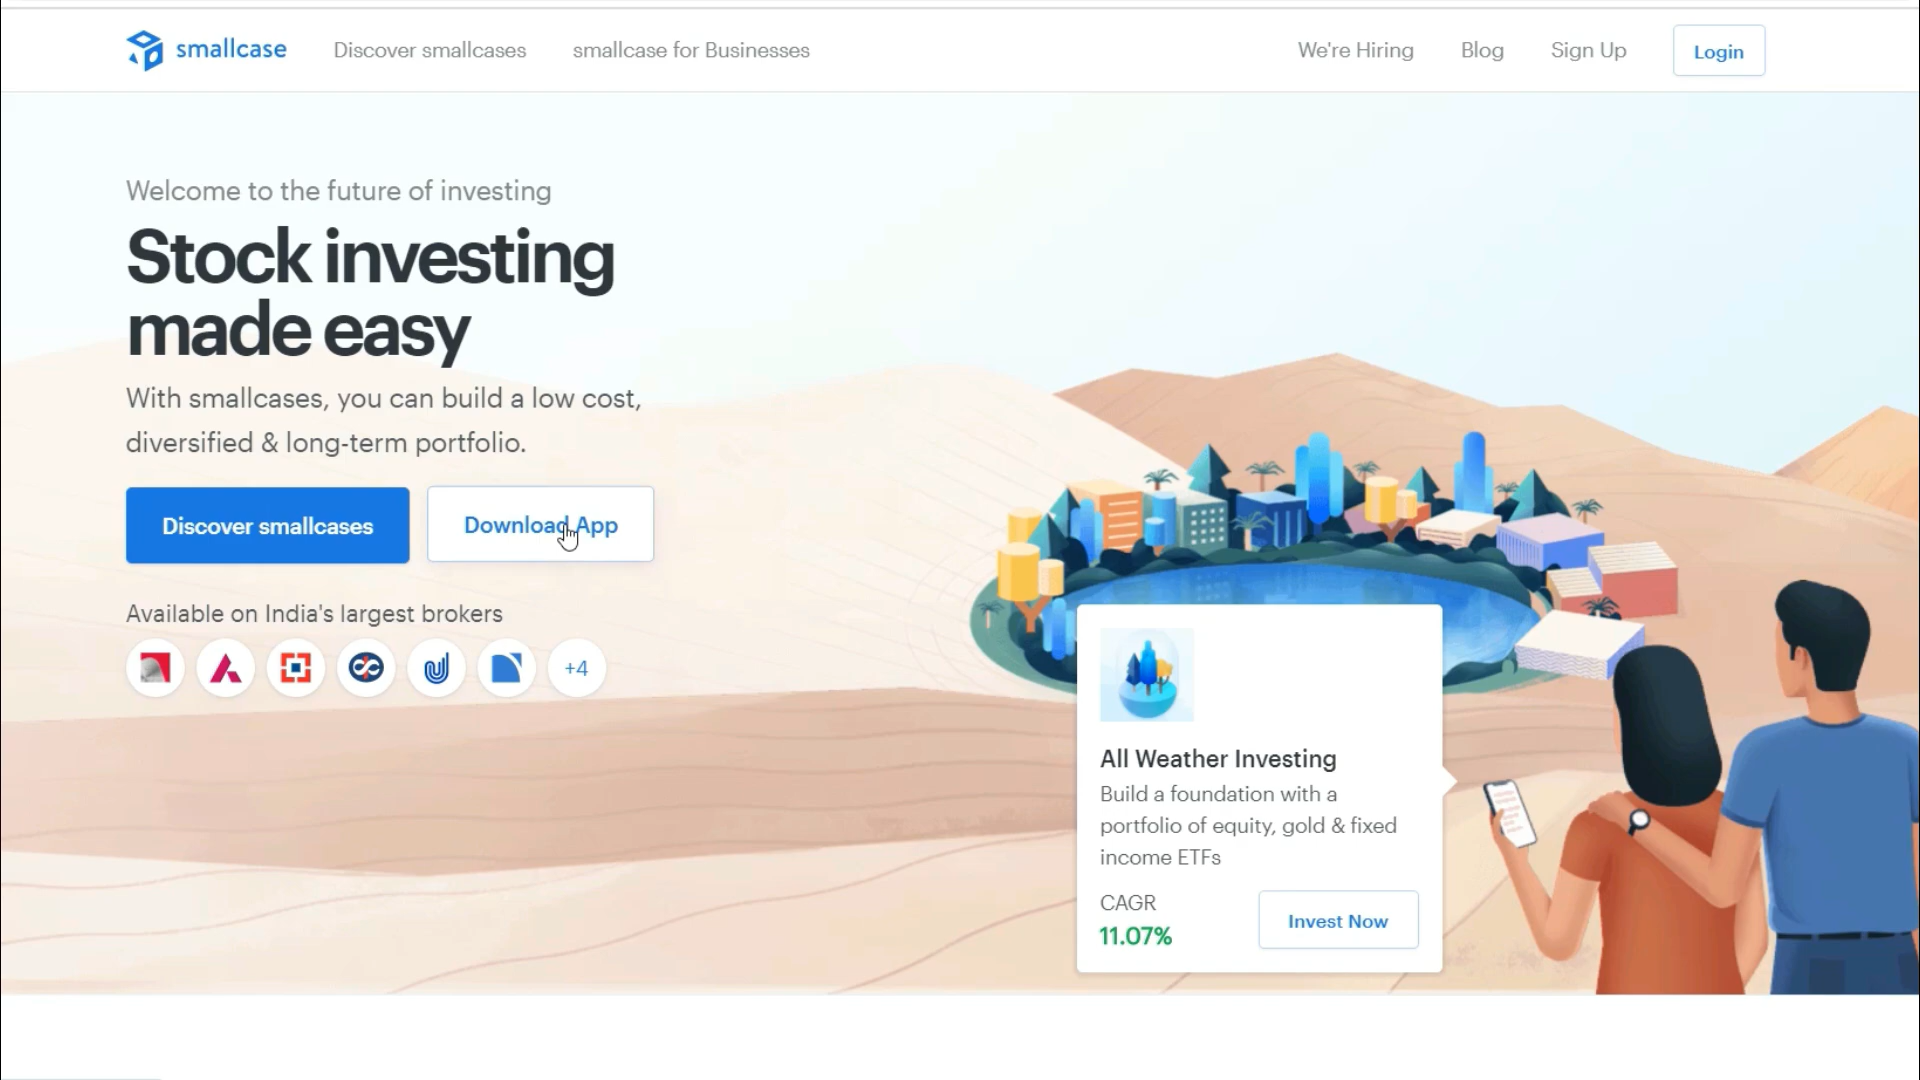 smallcase
Discover smallcases
smallcase for Businesses
We're Hiring
Blog
Sign Up
Login
Welcome to the future of investing
Stock investing
made easy
With smallcases, you can build a low cost,
diversified & long-term portfolio.
Discover smallcases
Download App
Available on India's largest brokers
+4
All Weather Investing
Build a foundation with a
portfolio of equity, gold & fixed
income ETFs
CAGR
11.07%
Invest Now